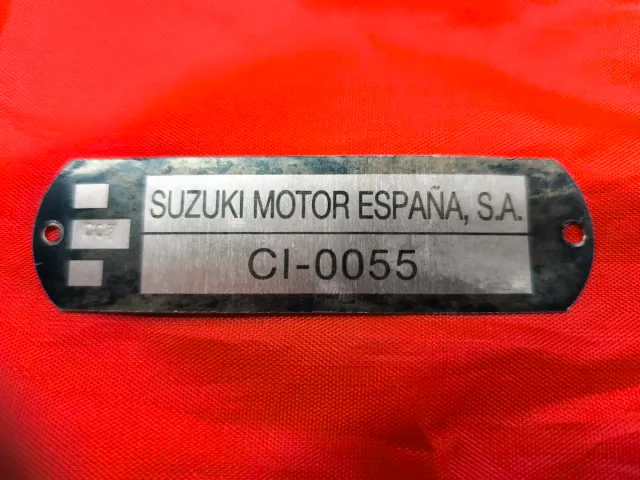 SUZUKI MOTOR ESPAÑA, S.A.
CI-0055